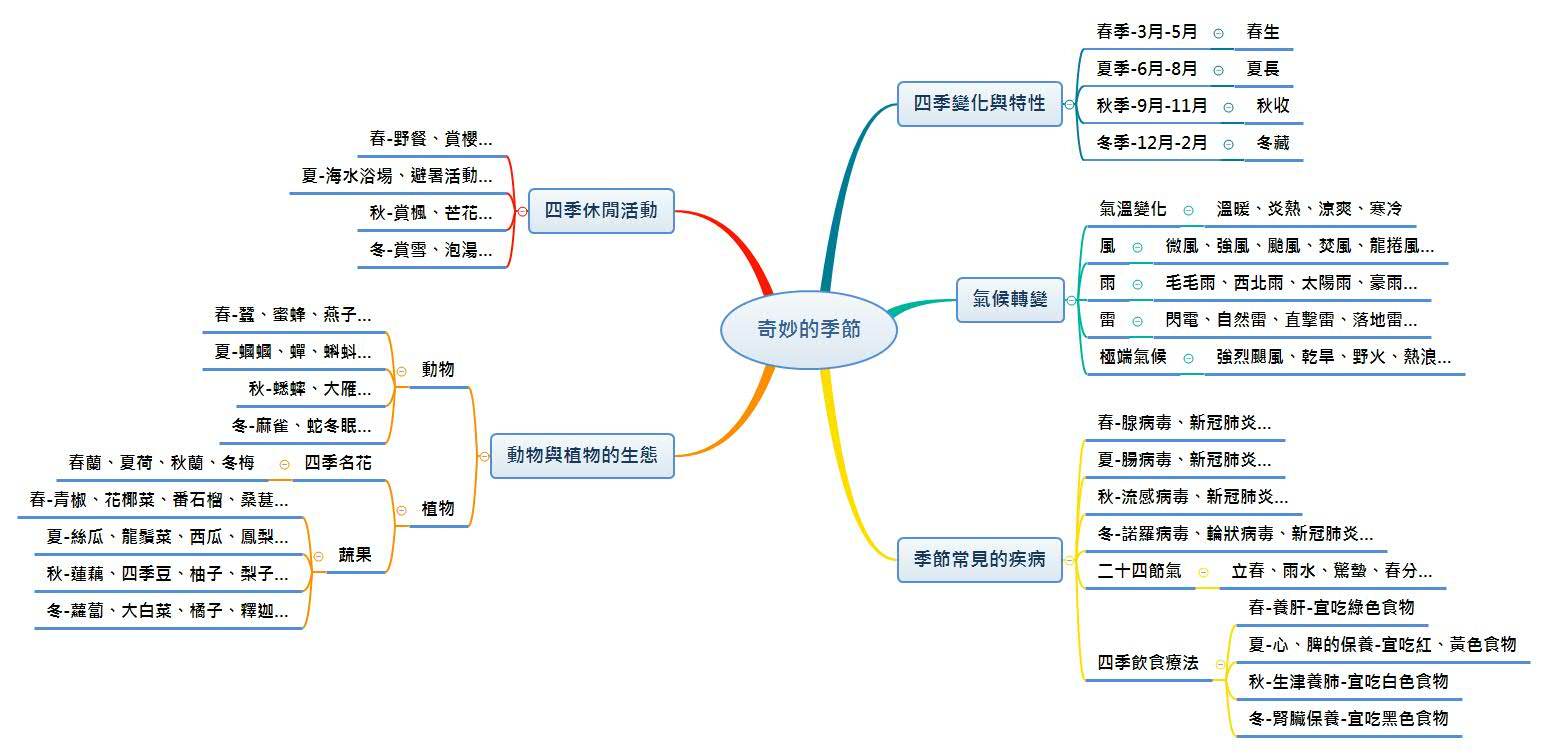 奇妙的季節
四季變化與特性
春季-3月-5月 春生
夏季-6月-8月 夏長
秋季-9月-11月 秋收
冬季-12月-2月 冬藏
氣候轉變
氣溫變化 溫暖、炎熱、涼爽、寒冷
風 微風、強風、颱風、焚風、龍捲風...
雨 毛毛雨、西北雨、太陽雨、豪雨...
雷 閃電、自然雷、直擊雷、落地雷...
極端氣候 強烈颶風、乾旱、野火、熱浪...
季節常見的疾病
春-腺病毒、新冠肺炎...
夏-腸病毒、新冠肺炎...
秋-流感病毒、新冠肺炎...
冬-諾羅病毒、輪狀病毒、新冠肺炎...
二十四節氣 立春、雨水、驚蟄、春分...
四季飲食療法
春-養肝-宜吃綠色食物
夏-心、脾的保養-宜吃紅、黃色食物
秋-生津養肺-宜吃白色食物
冬-腎臟保養-宜吃黑色食物
四季休閒活動
春-野餐、賞櫻...
夏-海水浴場、避暑活動...
秋-賞楓、芒花...
冬-賞雪、泡湯...
動物與植物的生態
動物
春-蠶、蜜蜂、燕子...
夏-蟈蟈、蟬、蝌蚪...
秋-蟋蟀、大雁...
冬-麻雀、蛇冬眠...
植物
四季名花 春蘭、夏荷、秋蘭、冬梅
蔬果
春-青椒、花椰菜、番石榴、桑葚...
夏-絲瓜、龍鬚菜、西瓜、鳳梨...
秋-蓮藕、四季豆、柚子、梨子...
冬-蘿蔔、大白菜、橘子、釋迦...